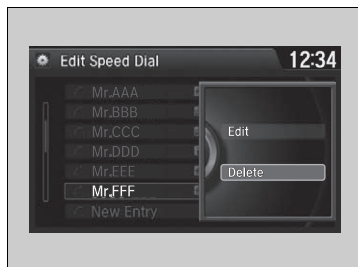 Edit Speed Dial
12:34
Mr.AAA
Mr.BBB
Mr.CCC
Mr.DDD
Mr.EEE
Mr.FFF
New Entry
Edit
Delete